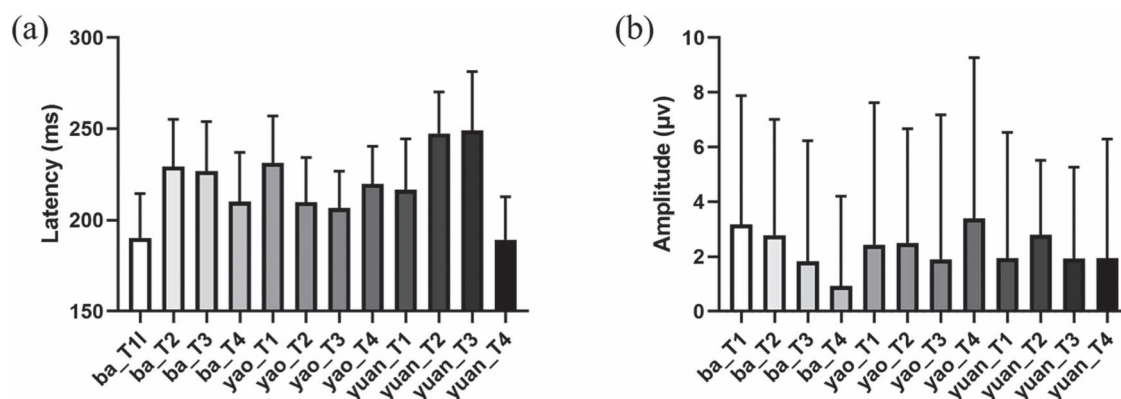 (a)
Latency (ms)
300
250
200
150
ba_T1l
ba_T2
ba_T3
ba_T4
yao_T1
yao_T2
yao_T3
yao_T4
yuan_T1
yuan_T2
yuan_T3
yuan_T4
(b)
Amplitude (μv)
10
8
6
4
2
0
ba_T1
ba_T2
ba_T3
ba_T4
yao_T1
yao_T2
yao_T3
yao_T4
yuan_T1
yuan_T2
yuan_T3
yuan_T4